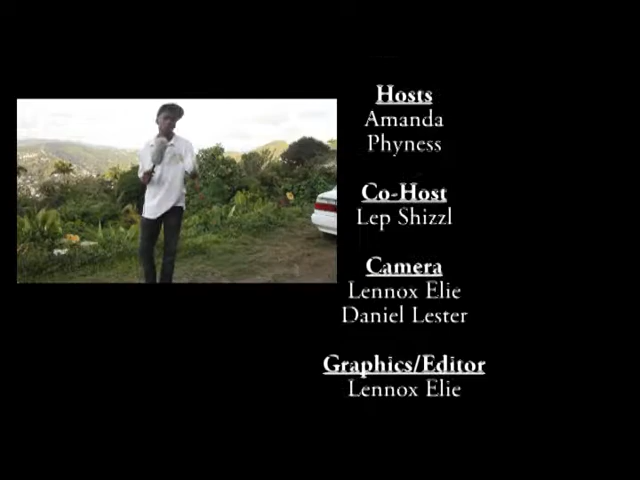 Hosts
Amanda
Phyness
Co-Host
Lep Shizzl
Camera
Lennox Elie
Daniel Lester
Graphics/Editor
Lennox Elie